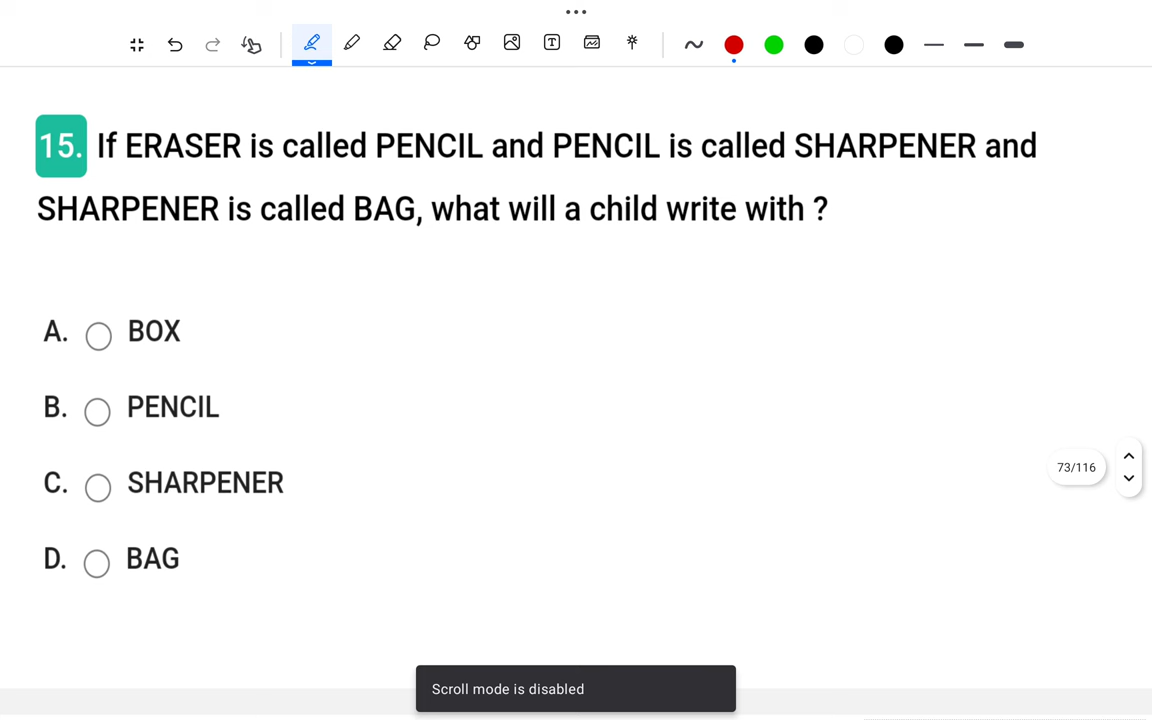 15. If ERASER is called PENCIL and PENCIL is called SHARPENER and
SHARPENER is called BAG, what will a child write with ?
A. BOX
B. PENCIL
73/116
C. SHARPENER
D. BAG
Scroll mode is disabled